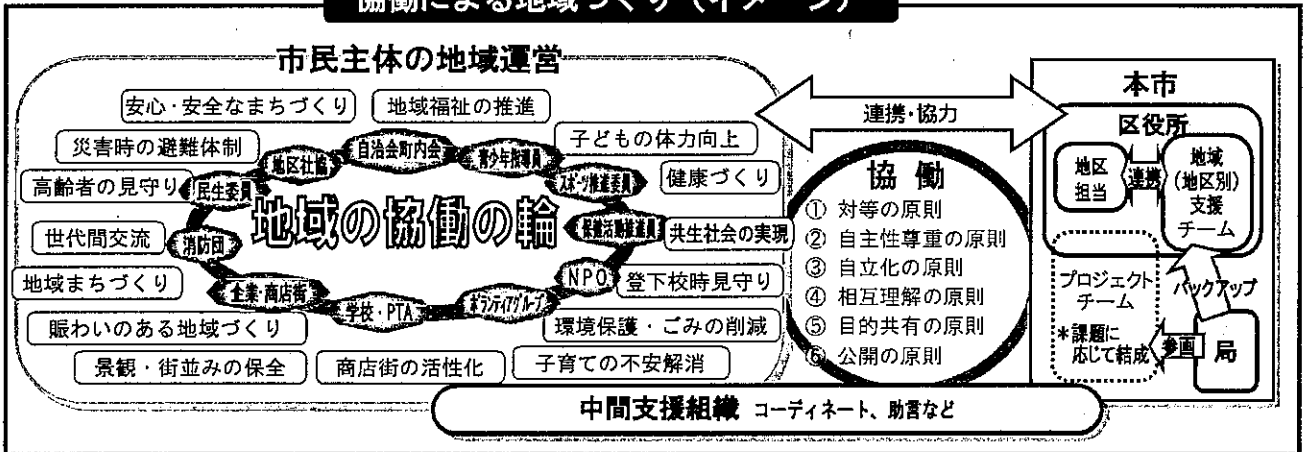 協働による地域づくり（イメージ）
市民主体の地域運営
安心・安全なまちづくり
地域福祉の推進
災害時の避難体制
子どもの体力向上
高齢者の見守り
健康づくり
世代間交流
共生社会の実現
地域まちづくり
登下校時見守り
賑わいのある地域づくり
環境保護・ごみの削減
景観・街並みの保全
商店街の活性化
子育ての不安解消
地域の協働の輪
地区社協
自治会町内会
青少年指導員
スポーツ推進委員
民生委員
保健活動推進員
消防団
NPO
企業・商店街
学校・PTA
ボランティアグループ
連携・協力
協働
① 対等の原則
② 自主性尊重の原則
③ 自立化の原則
④ 相互理解の原則
⑤ 目的共有の原則
⑥ 公開の原則
中間支援組織 コーディネート、助言など
本市
区役所
地区
担当
連携
地域
（地区別）
支援
チーム
プロジェクト
チーム
＊課題に
応じて結成
バックアップ
参画
局